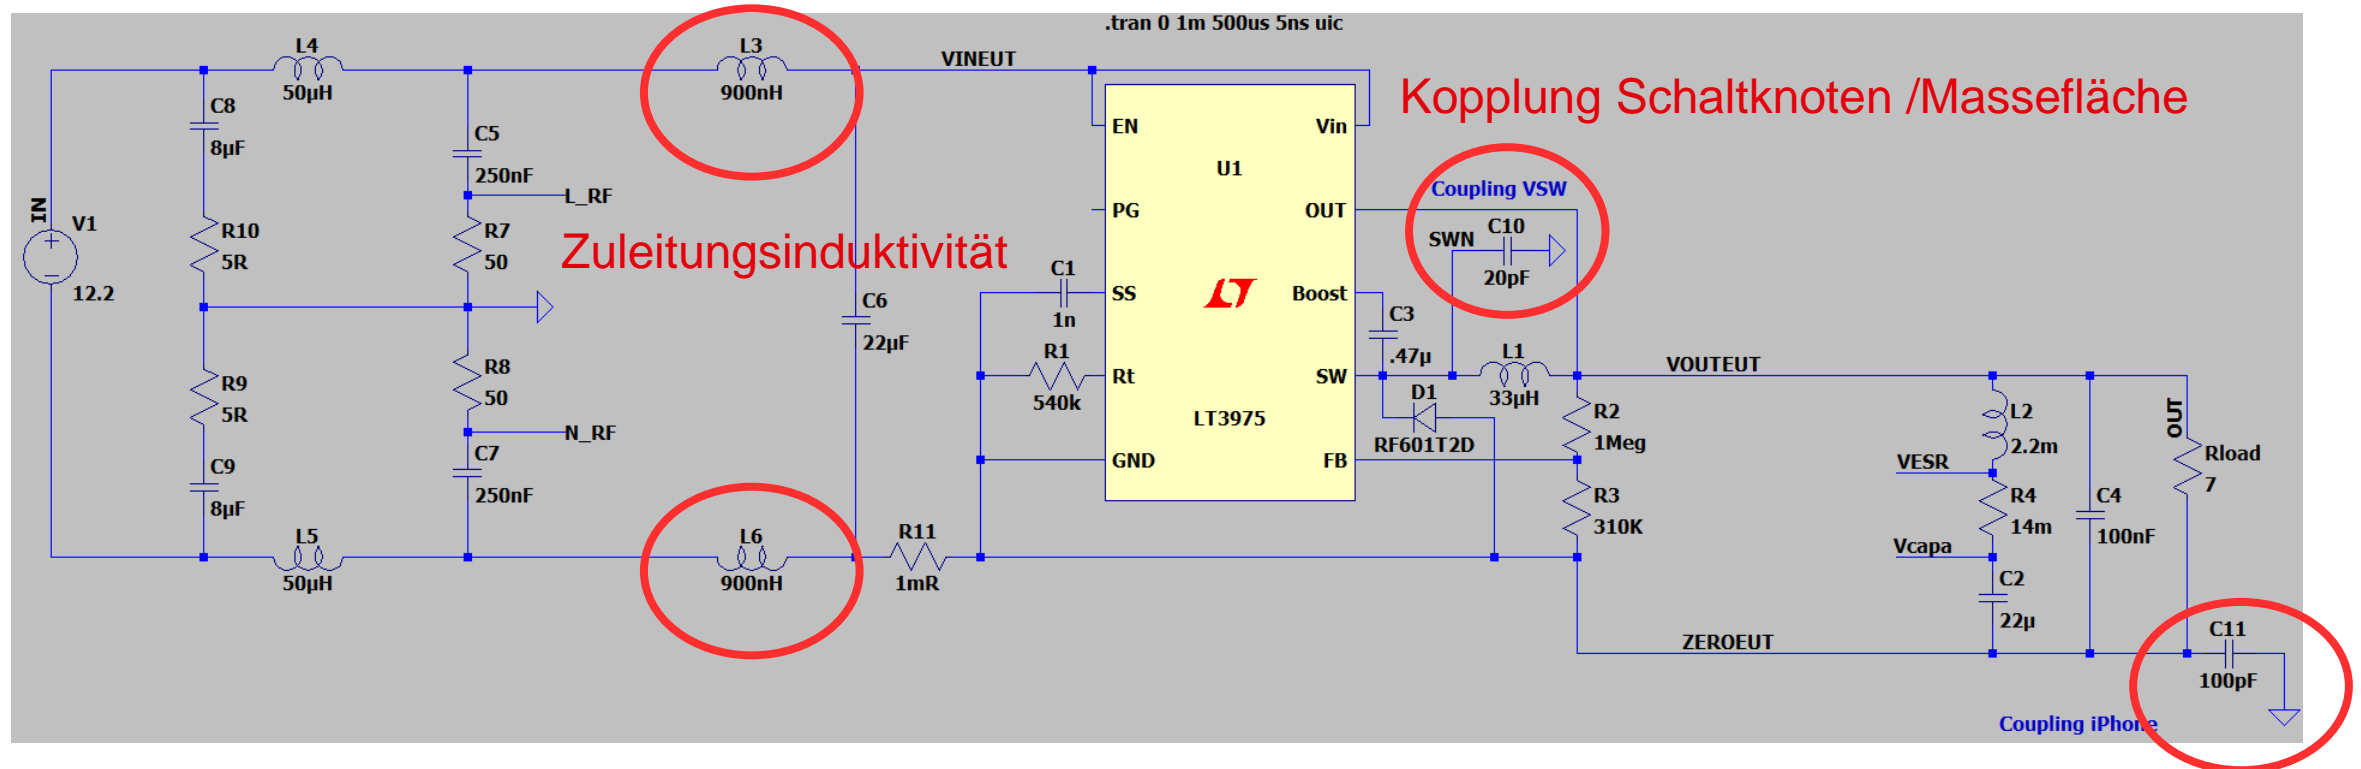 .tran 0 1m 500us 5ns uic
L4
50µH
L3
900nH
VINEUT
Kopplung Schaltknoten /Massefläche
C8
8µF
C5
250nF
L_RF
EN
Vin
U1
Coupling VSW
IN
V1
12.2
R10
5R
R7
50
Zuleitungsinduktivität
PG
OUT
SWN
C10
20pF
C1
1n
SS
Boost
C3
.47µ
C6
22µF
R1
540k
Rt
SW
L1
33µH
VOUTEUT
R9
5R
R8
50
N_RF
LT3975
D1
RF601T2D
R2
1Meg
L2
2.2m
OUT
Rload
7
C9
8µF
C7
250nF
GND
FB
VESR
R3
310K
R4
14m
C4
100nF
L5
50µH
L6
900nH
R11
1mR
Vcapa
C2
22µ
ZEROEUT
C11
100pF
Coupling iPhone